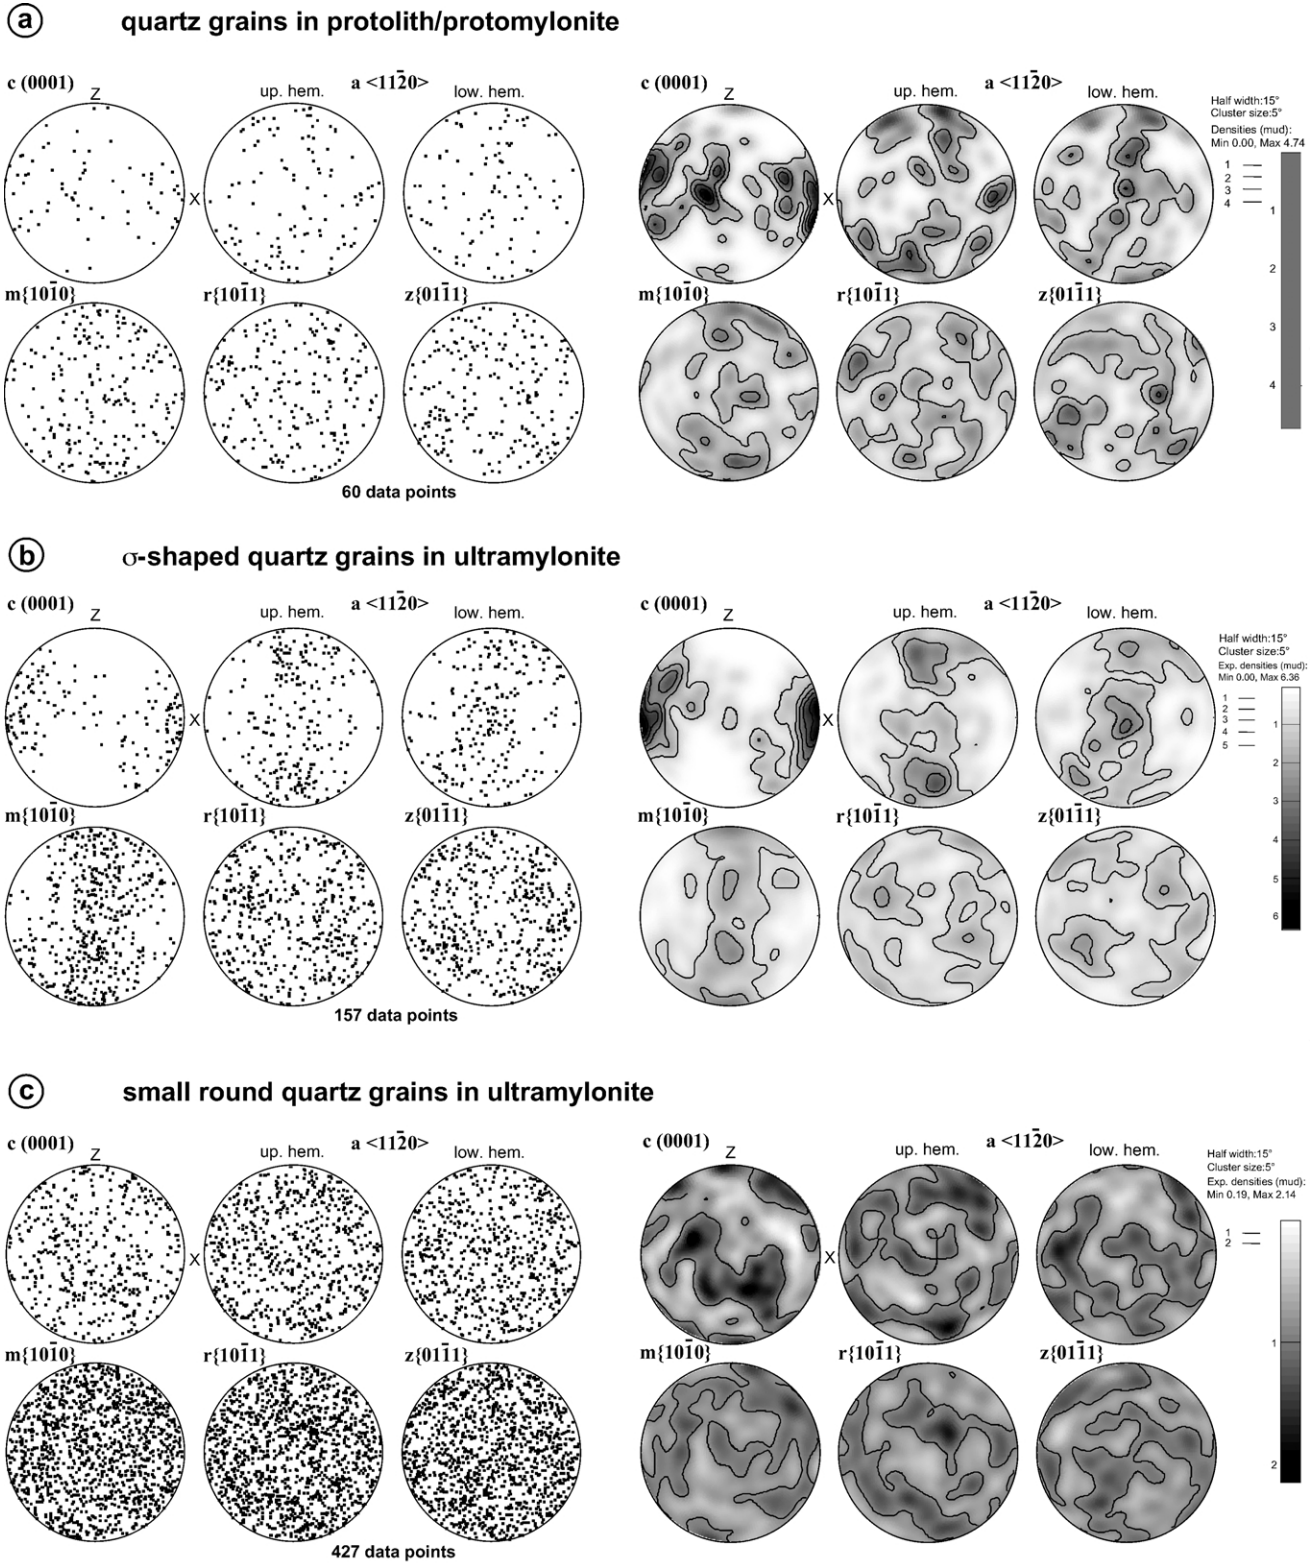 a quartz grains in protolith/protomylonite
c (0001) Z up. hem. a <112̅0> low. hem.
c (0001) Z up. hem. a <112̅0> low. hem.
X
X
Half width:15°
Cluster size:5°
Densities (mud):
Min 0.00, Max 4.74
1
2
3
4
1
2
3
4
m{101̅0} r{101̅1} z{011̅1}
m{101̅0} r{101̅1} z{011̅1}
60 data points
b σ-shaped quartz grains in ultramylonite
c (0001) Z up. hem. a <112̅0> low. hem.
c (0001) Z up. hem. a <112̅0> low. hem.
X
X
Half width:15°
Cluster size:5°
Exp. densities (mud):
Min 0.00, Max 6.36
1
2
3
4
5
1
2
3
4
5
6
m{101̅0} r{101̅1} z{011̅1}
m{101̅0} r{101̅1} z{011̅1}
157 data points
c small round quartz grains in ultramylonite
c (0001) Z up. hem. a <112̅0> low. hem.
c (0001) Z up. hem. a <112̅0> low. hem.
X
X
Half width:15°
Cluster size:5°
Exp. densities (mud):
Min 0.19, Max 2.14
1
2
1
2
m{101̅0} r{101̅1} z{011̅1}
m{101̅0} r{101̅1} z{011̅1}
427 data points